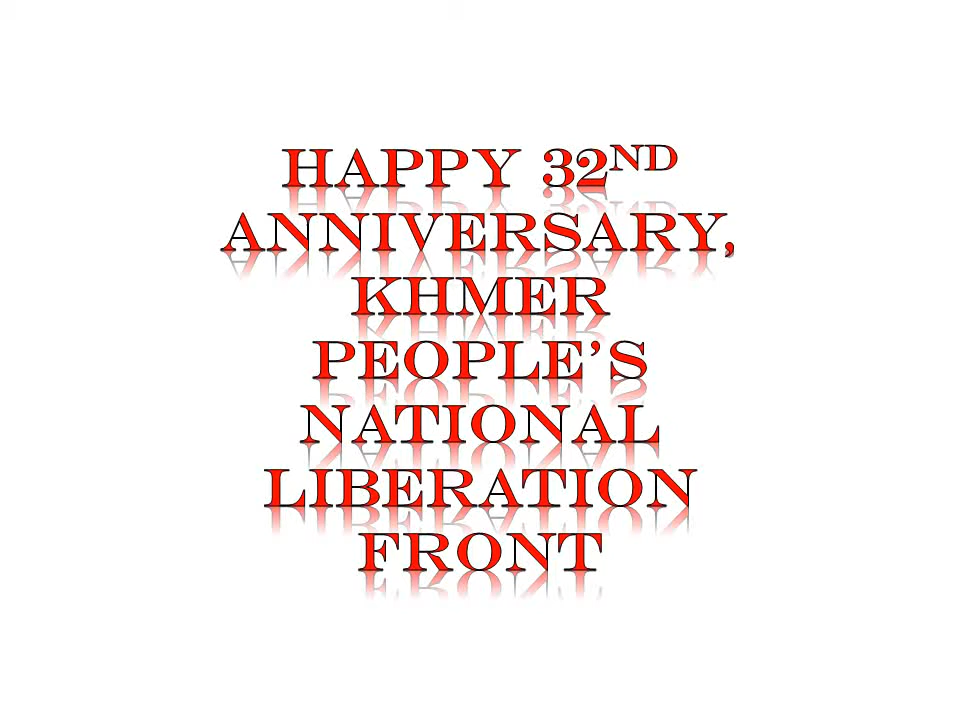 HAPPY 32ND
ANNIVERSARY,
KHMER
PEOPLE’S
NATIONAL
LIBERATION
FRONT